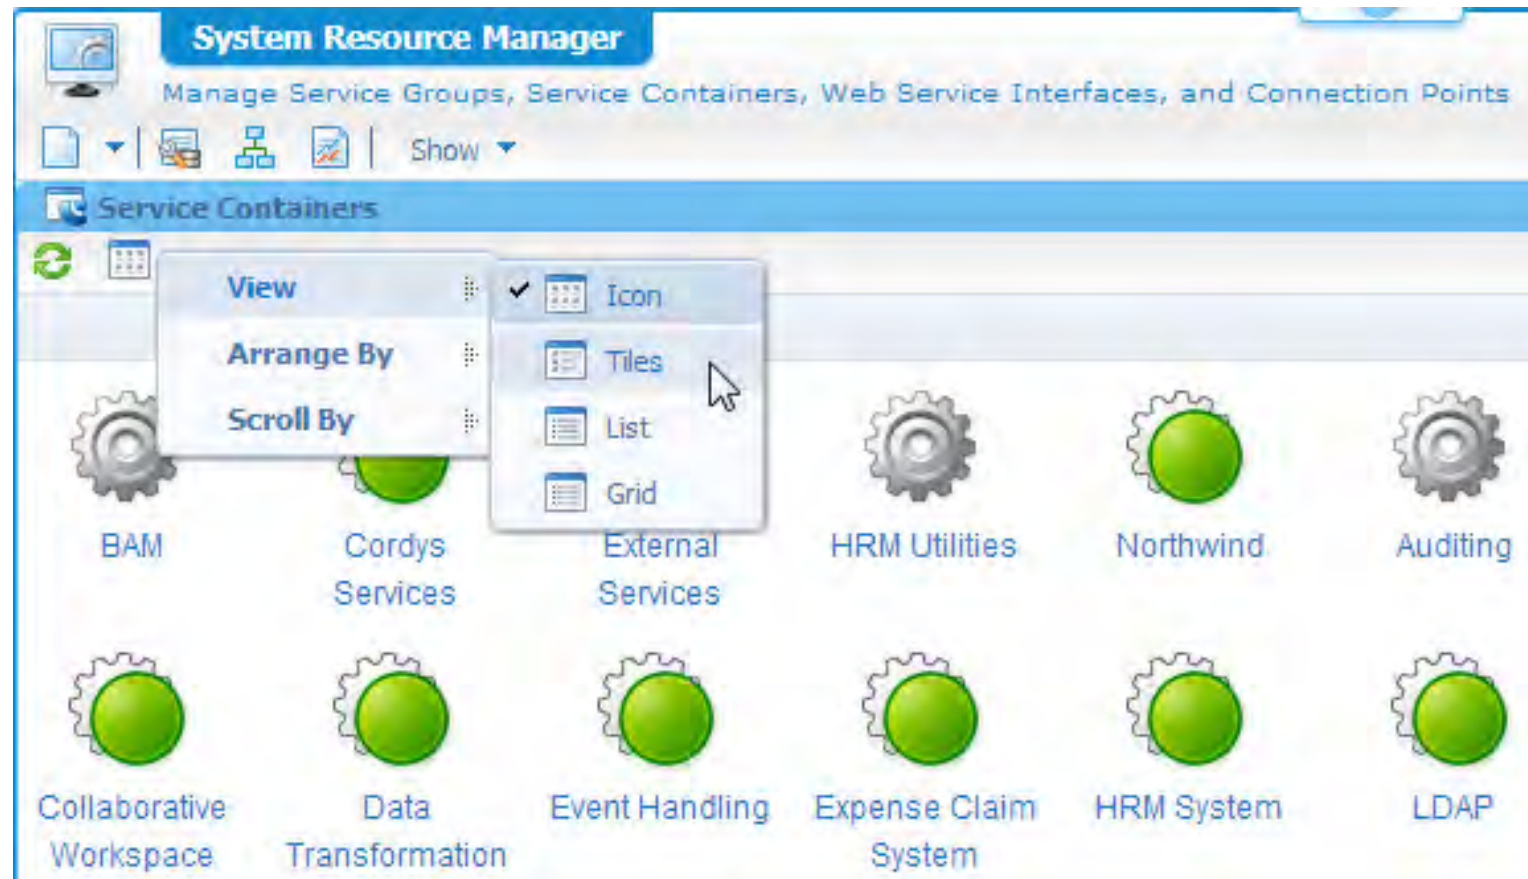 System Resource Manager
Manage Service Groups, Service Containers, Web Service Interfaces, and Connection Points
Show
Service Containers
View
Arrange By
Scroll By
Icon
Tiles
List
Grid
BAM
Cordys
Services
External
Services
HRM Utilities
Northwind
Auditing
Collaborative
Workspace
Data
Transformation
Event Handling
Expense Claim
System
HRM System
LDAP